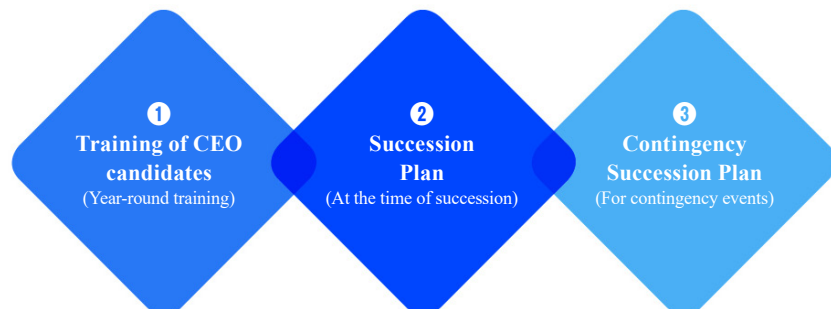 1
Training of CEO
candidates
(Year-round training)
2
Succession
Plan
(At the time of succession)
3
Contingency
Succession Plan
(For contingency events)